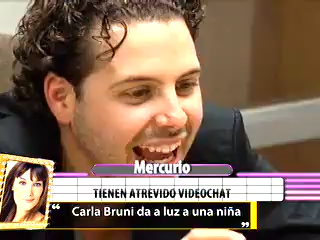 Mercurio
TIENEN ATREVIDO VIDEOCHAT
“ Carla Bruni da a luz a una niña ”